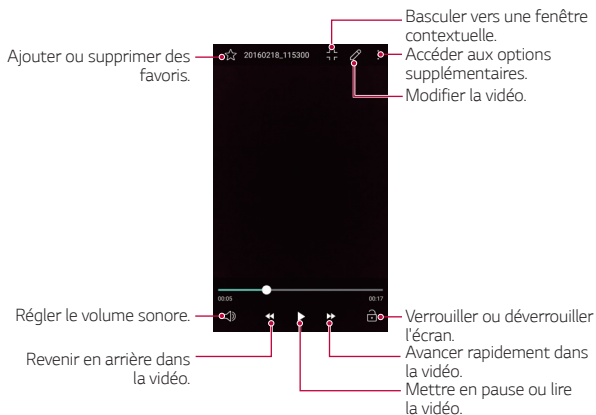 Basculer vers une fenêtre
contextuelle.
Ajouter ou supprimer des
favoris.
20160218_115300
Accéder aux options
supplémentaires.
Modifier la vidéo.
00:05
00:17
Régler le volume sonore.
Verrouiller ou déverrouiller
l'écran.
Revenir en arrière dans
la vidéo.
Avancer rapidement dans
la vidéo.
Mettre en pause ou lire
la vidéo.